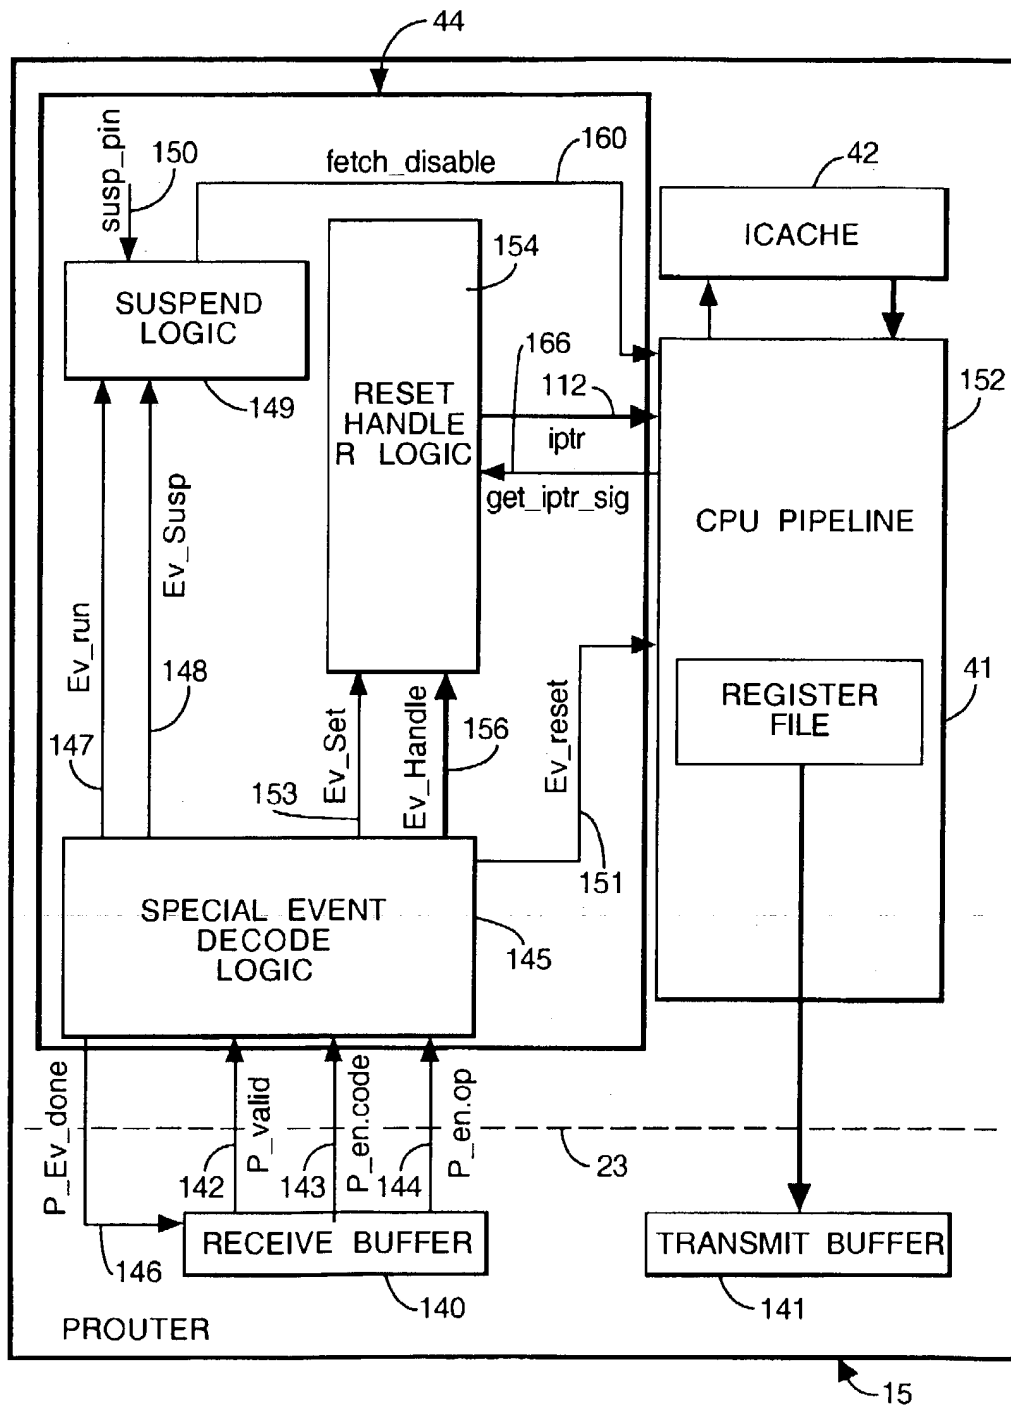 44
susp_pin
150
fetch_disable
160
42
ICACHE
154
SUSPEND
LOGIC
149
166
112
iptr
get_iptr_sig
RESET
HANDLE
R LOGIC
152
CPU PIPELINE
Ev_run
Ev_Susp
147
148
Ev_Set
153
Ev_Handle
156
Ev_reset
151
REGISTER
FILE
41
SPECIAL EVENT
DECODE
LOGIC
145
P_Ev_done
P_valid
P_en.code
P_en.op
142
143
144
23
146
RECEIVE BUFFER
140
TRANSMIT BUFFER
141
PROUTER
15